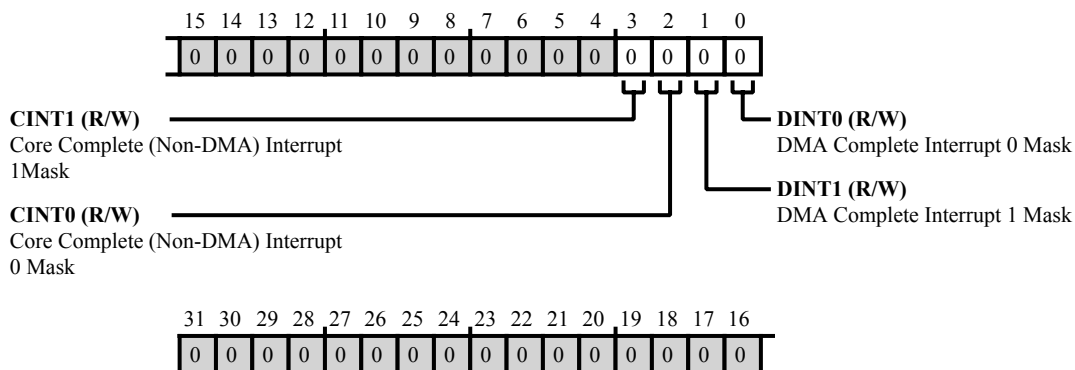 15 14 13 12 11 10 9 8 7 6 5 4 3 2 1 0
0 0 0 0 0 0 0 0 0 0 0 0 0 0 0 0
CINT1 (R/W)
Core Complete (Non-DMA) Interrupt
1Mask
CINT0 (R/W)
Core Complete (Non-DMA) Interrupt
0 Mask
DINT0 (R/W)
DMA Complete Interrupt 0 Mask
DINT1 (R/W)
DMA Complete Interrupt 1 Mask
31 30 29 28 27 26 25 24 23 22 21 20 19 18 17 16
0 0 0 0 0 0 0 0 0 0 0 0 0 0 0 0